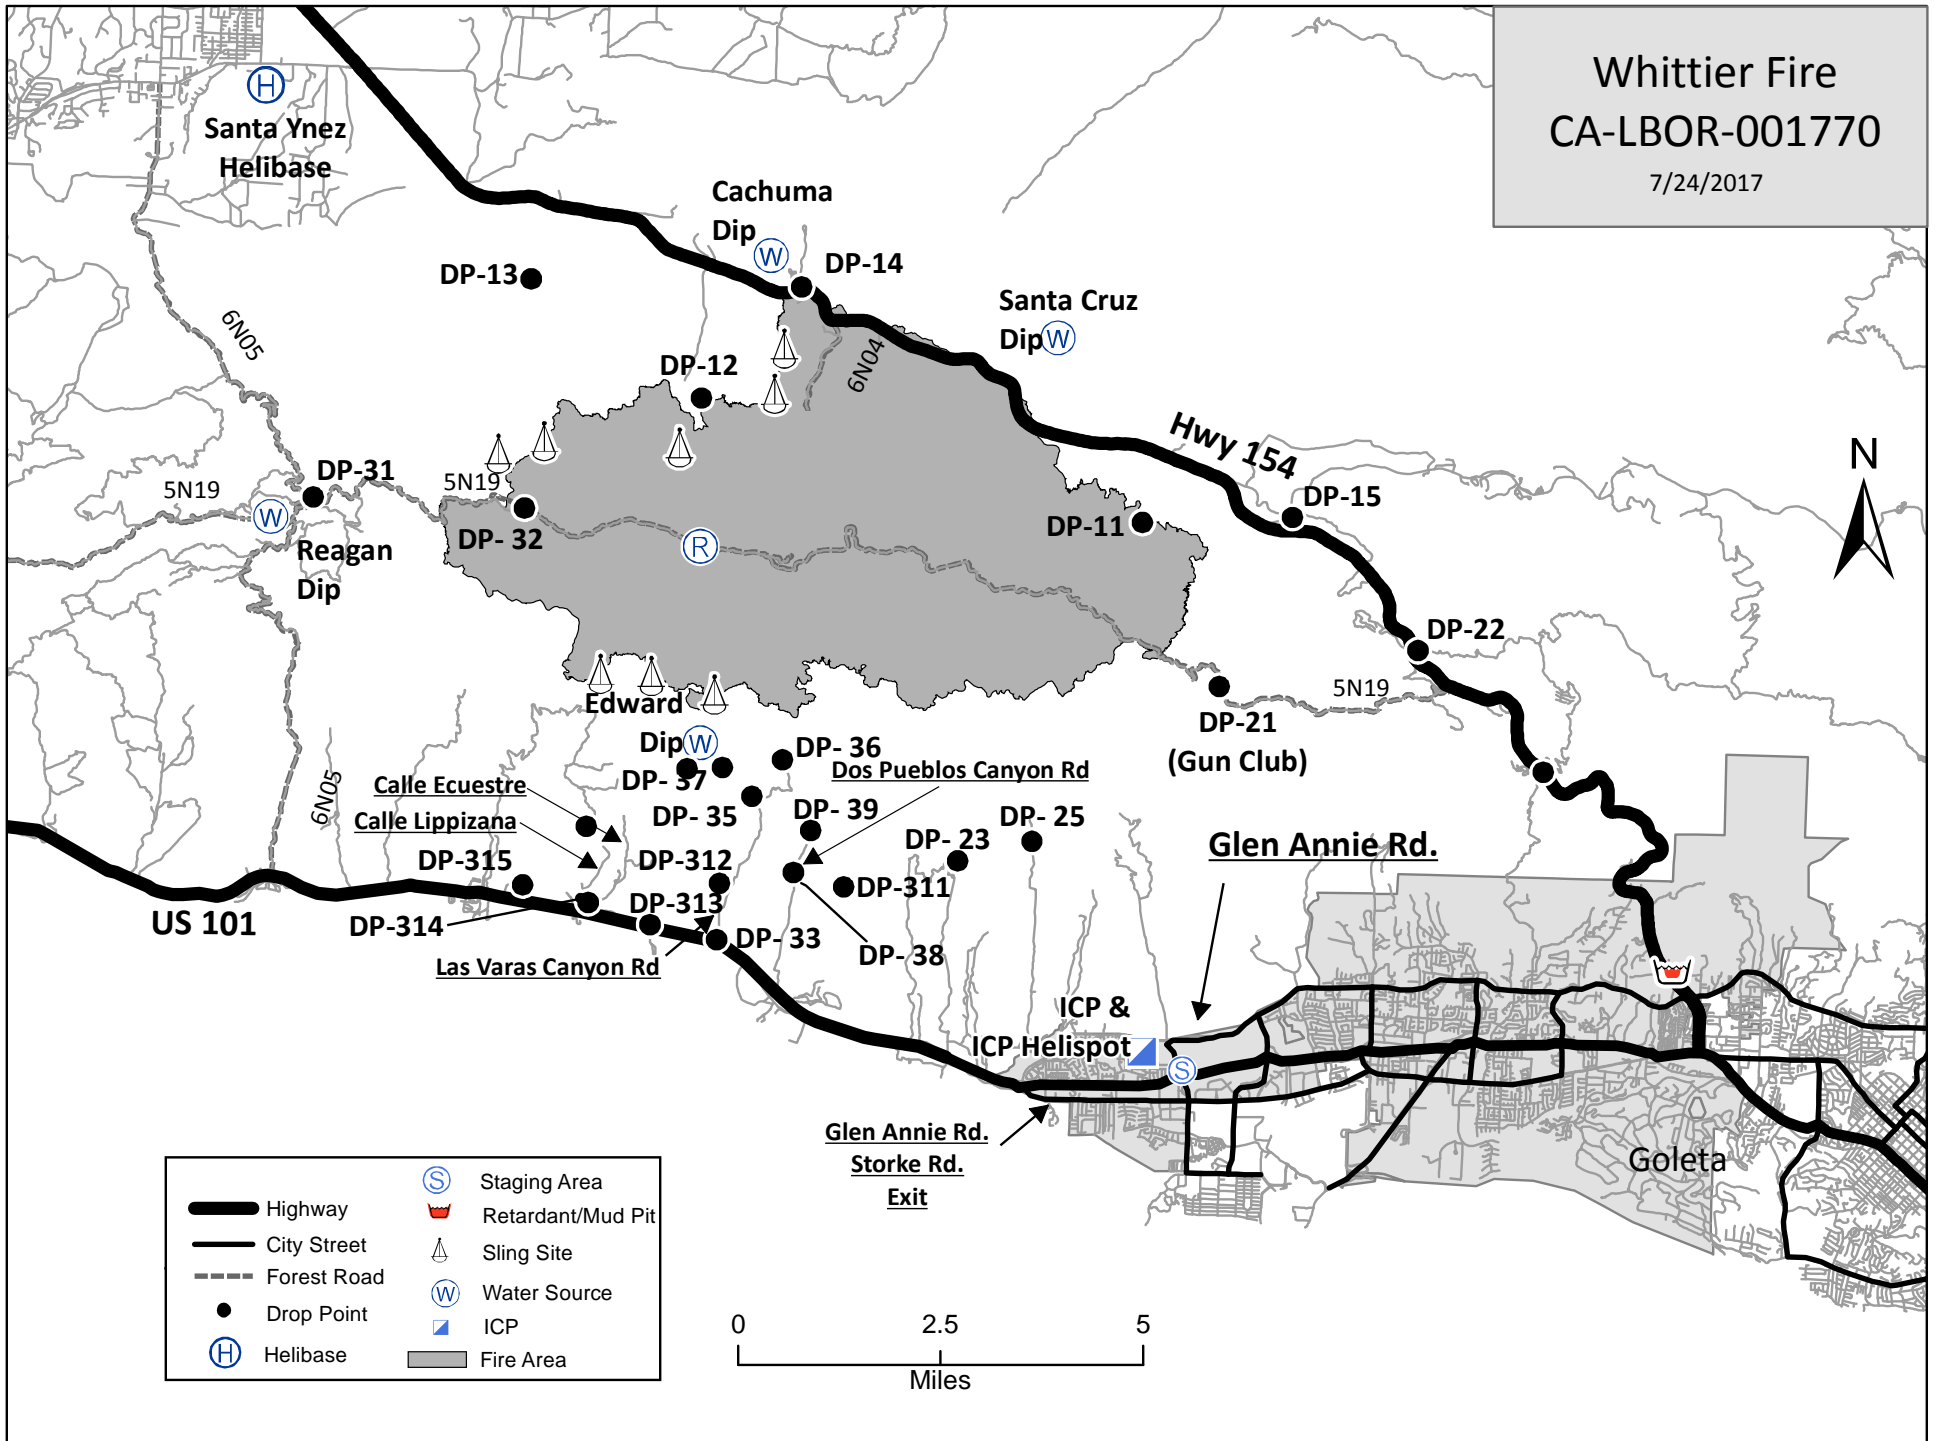 Whittier Fire
CA-LBOR-001770
7/24/2017
H
Santa Ynez
Helibase
Cachuma
Dip
W
DP-13
DP-14
Santa Cruz
Dip
W
6N05
6N04
DP-12
Hwy 154
N
DP-31
5N19
5N19
DP-15
W
DP- 32
DP-11
R
Reagan
Dip
DP-22
Edward
Dip
W
5N19
DP-21
(Gun Club)
DP- 36
DP- 37
Dos Pueblos Canyon Rd
6N05
Calle Ecuestre
Calle Lippizana
DP- 35
DP- 39
DP- 25
DP- 23
Glen Annie Rd.
DP-315
DP-312
DP-311
US 101
DP-314
DP-313
DP- 33
DP- 38
Las Varas Canyon Rd
ICP &
ICP Helispot
S
Glen Annie Rd.
Storke Rd.
Exit
Goleta
Highway
City Street
Forest Road
Drop Point
H Helibase
S Staging Area
Retardant/Mud Pit
Sling Site
W Water Source
ICP
Fire Area
0 2.5 5
Miles